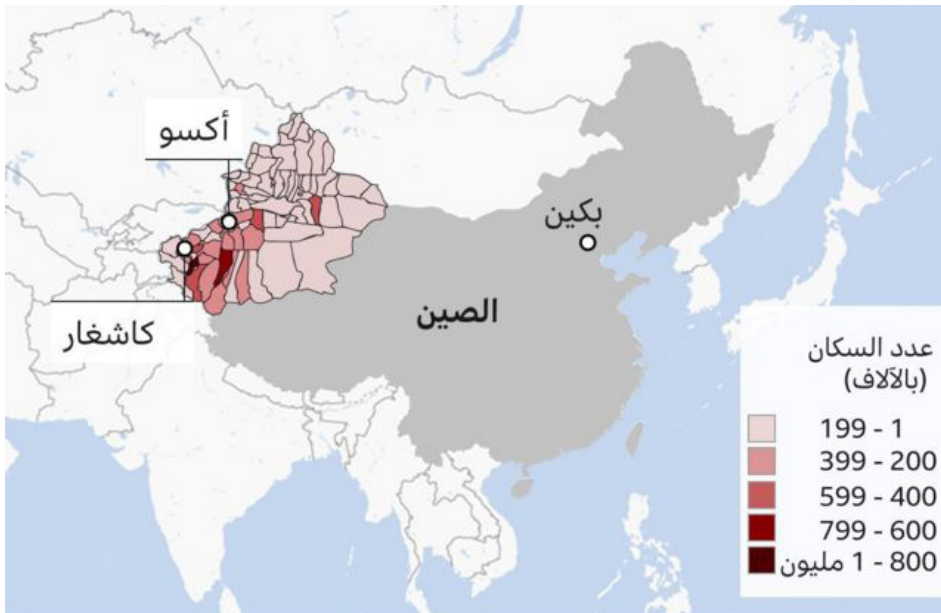 أكسو
بكين
الصين
كاشغار
عدد السكان
(بالآلاف)
1 - 199
200 - 399
400 - 599
600 - 799
800 - 1 مليون